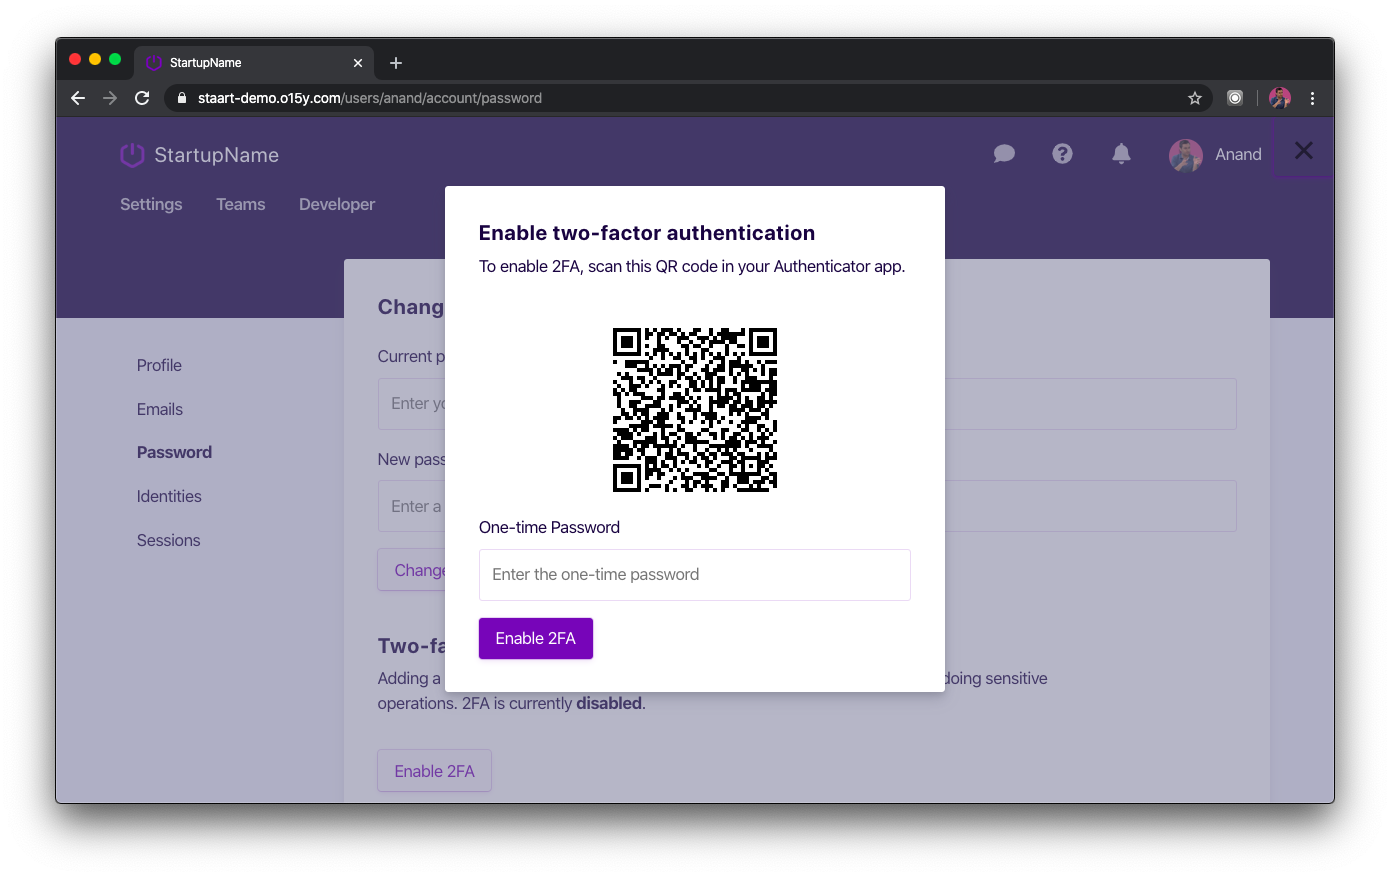 StartupName
staart-demo.o15y.com/users/anand/account/password
StartupName
Anand
Settings Teams Developer
Enable two-factor authentication
To enable 2FA, scan this QR code in your Authenticator app.
One-time Password
Enter the one-time password
Enable 2FA
Profile
Emails
Password
Identities
Sessions
Chang
Current p
Enter yo
New pass
Enter a
Change
Two-fa
Adding a doing sensitive
operations. 2FA is currently disabled.
Enable 2FA